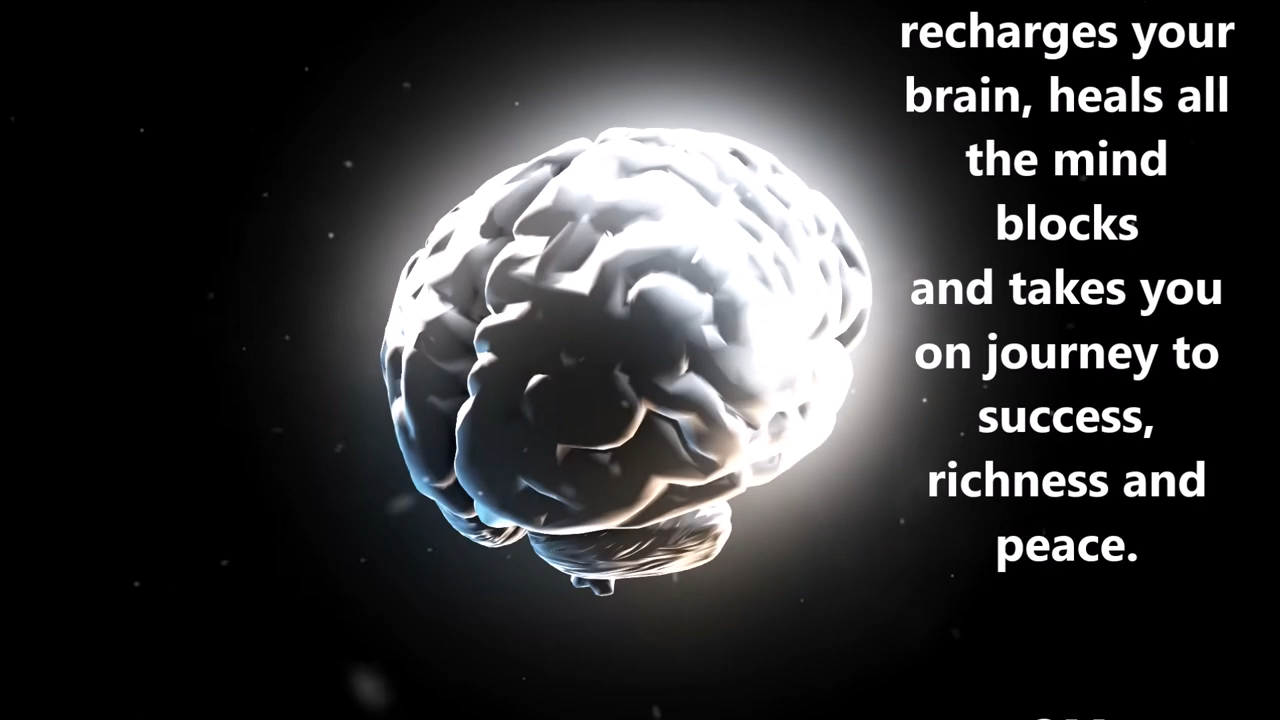 recharges your
brain, heals all
the mind
blocks
and takes you
on journey to
success,
richness and
peace.